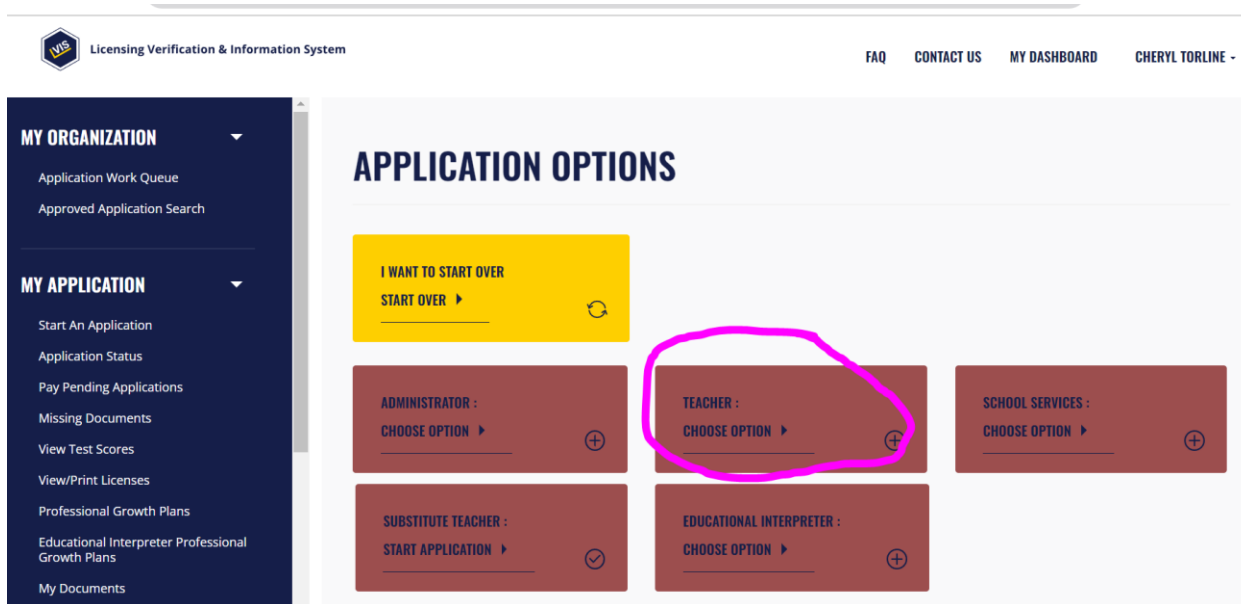 LVIS
Licensing Verification & Information System
FAQ CONTACT US MY DASHBOARD CHERYL TORLINE
MY ORGANIZATION
Application Work Queue
Approved Application Search
MY APPLICATION
Start An Application
Application Status
Pay Pending Applications
Missing Documents
View Test Scores
View/Print Licenses
Professional Growth Plans
Educational Interpreter Professional
Growth Plans
My Documents
APPLICATION OPTIONS
I WANT TO START OVER
START OVER
ADMINISTRATOR :
CHOOSE OPTION
TEACHER :
CHOOSE OPTION
SCHOOL SERVICES :
CHOOSE OPTION
SUBSTITUTE TEACHER :
START APPLICATION
EDUCATIONAL INTERPRETER :
CHOOSE OPTION